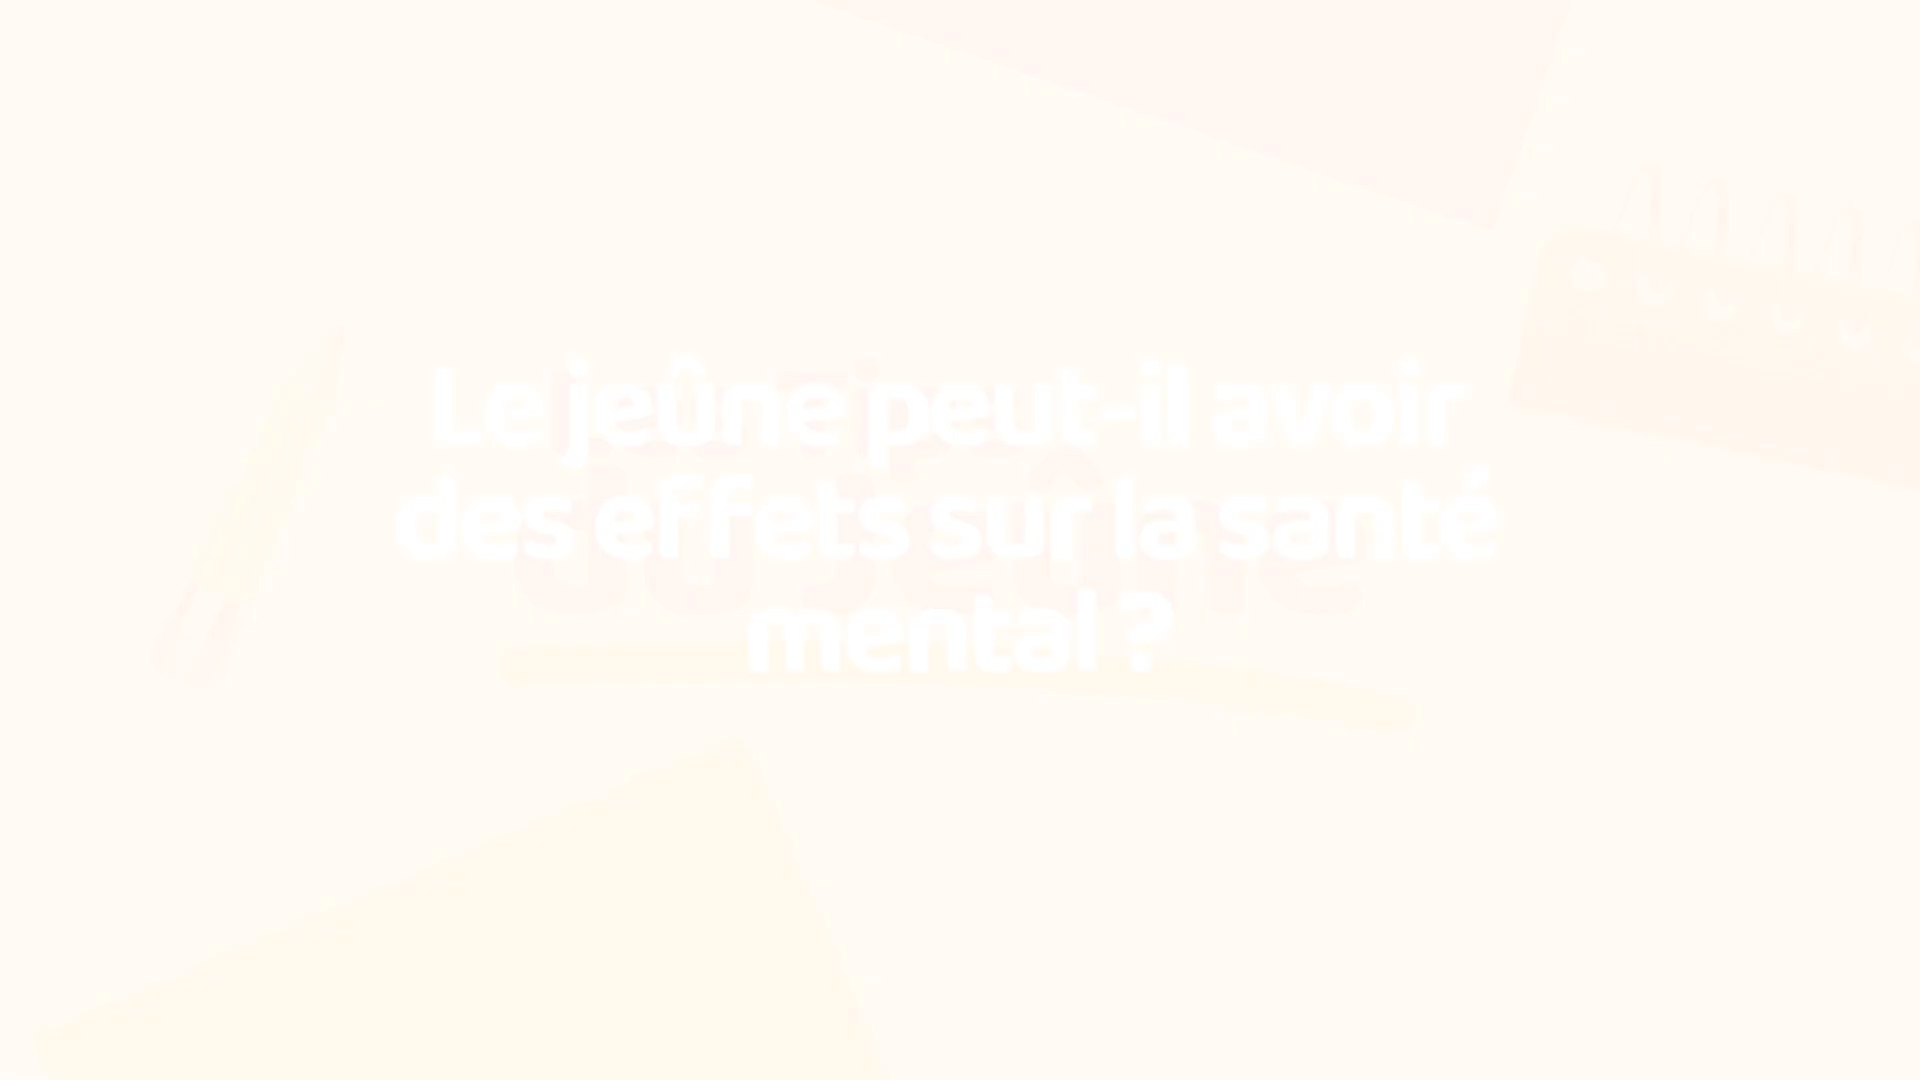 Le jeûne peut-il avoir
des effets sur la santé
mental ?